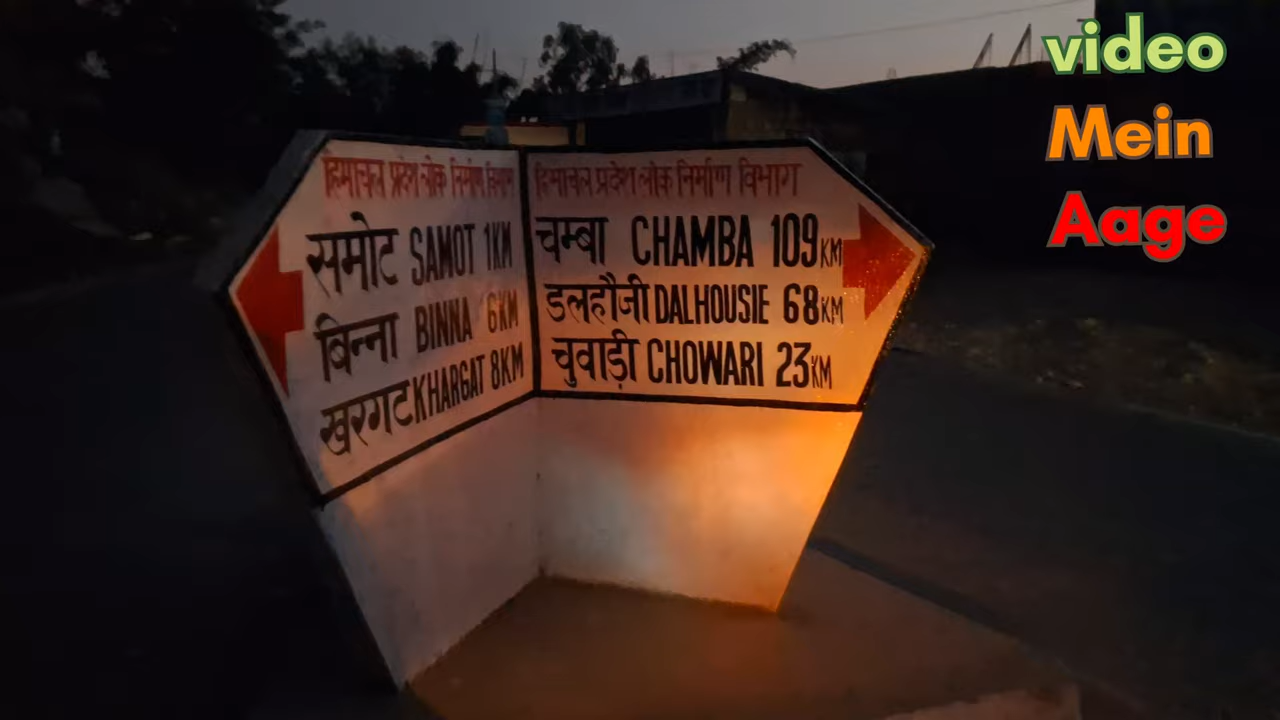 हिमाचल प्रदेश लोक निर्माण विभाग
समोट SAMOT 1KM
बिन्ना BINNA 6KM
खरगट KHARGAT 8KM
हिमाचल प्रदेश लोक निर्माण विभाग
चम्बा CHAMBA 109KM
डलहौजी DALHOUSIE 68KM
चुवाड़ी CHOWARI 23KM
video
Mein
Aage